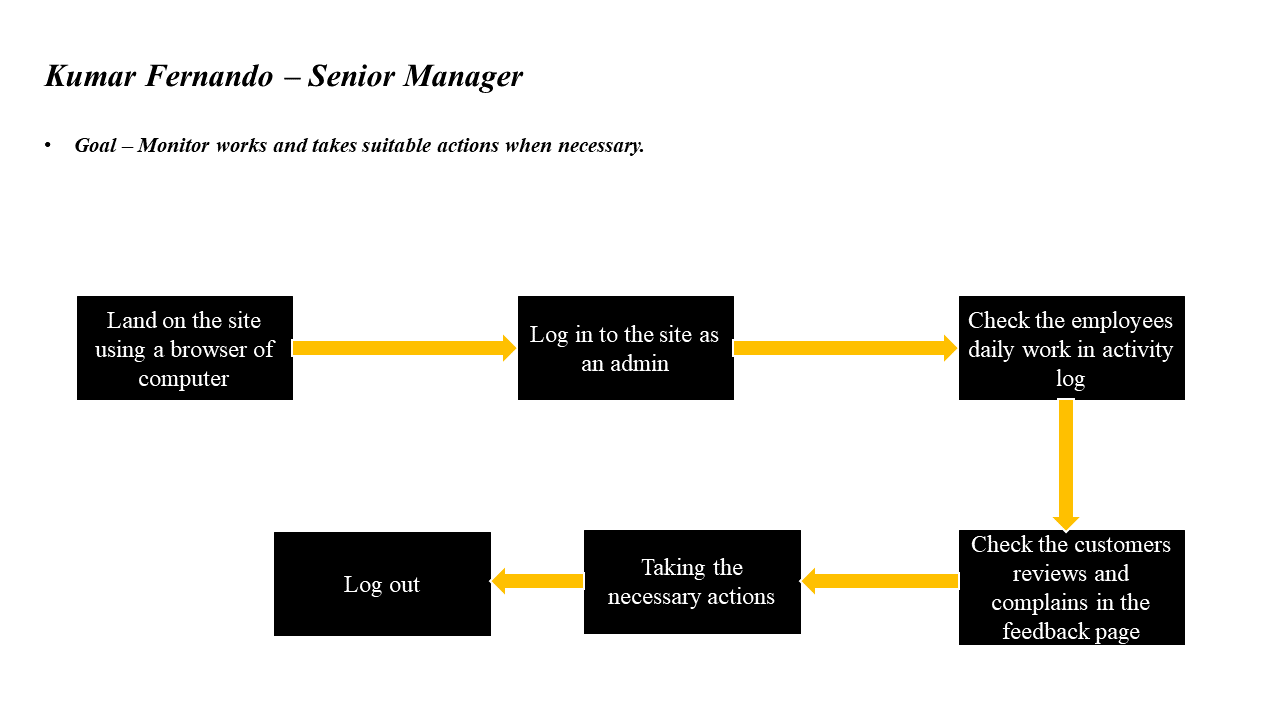 Kumar Fernando – Senior Manager
• Goal – Monitor works and takes suitable actions when necessary.
Land on the site
using a browser of
computer
Log in to the site as
an admin
Check the employees
daily work in activity
log
Check the customers
reviews and
complains in the
feedback page
Taking the
necessary actions
Log out